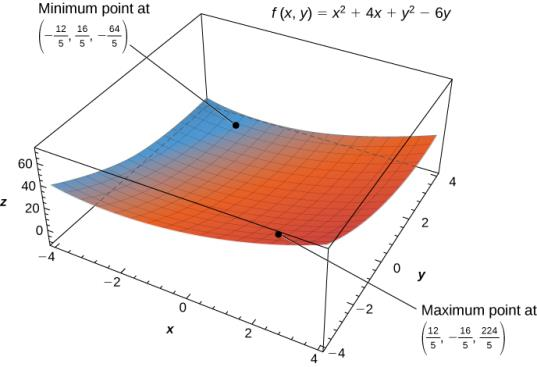 Minimum point at
(−12/5, 16/5, −64/5)
f (x, y) = x² + 4x + y² − 6y
60
40
20
0
z
−4
−2
0
2
4
x
−4
−2
0
2
4
y
Maximum point at
(12/5, −16/5, 224/5)